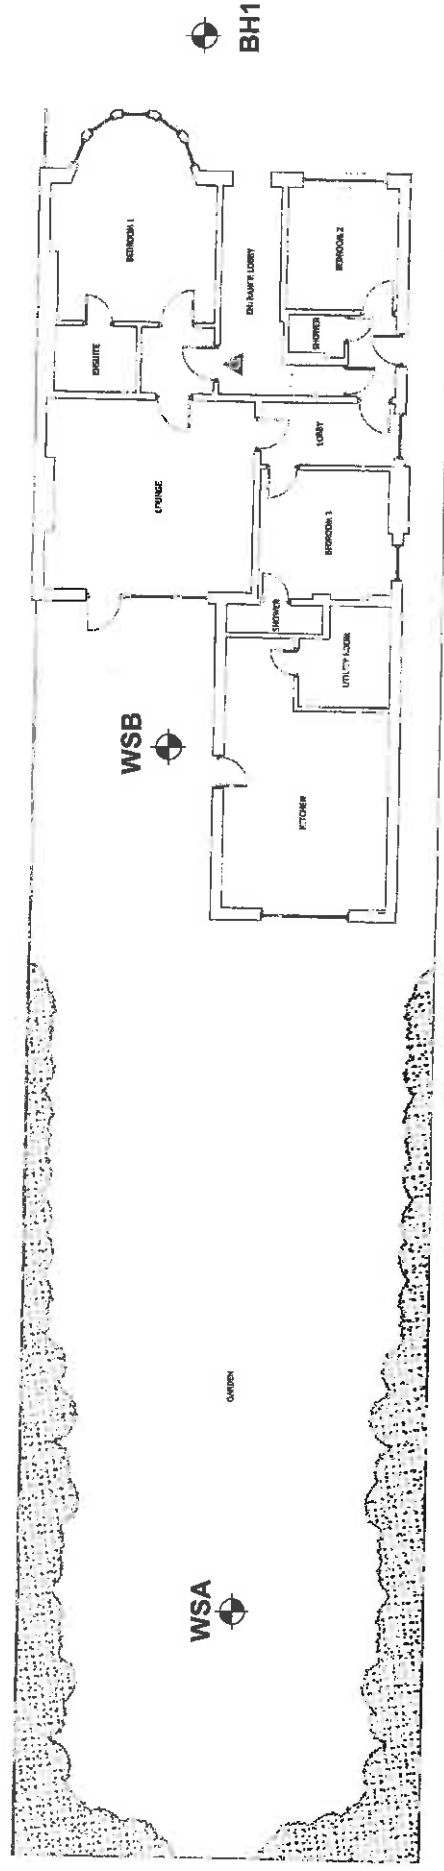 BH1
BEDROOM 1
ENSUITE
ENTRANCE LOBBY
BEDROOM 2
SHOWER
LOUNGE
LOBBY
BEDROOM 3
SHOWER
UTILITY ROOM
WSB
KITCHEN
GARDEN
WSA